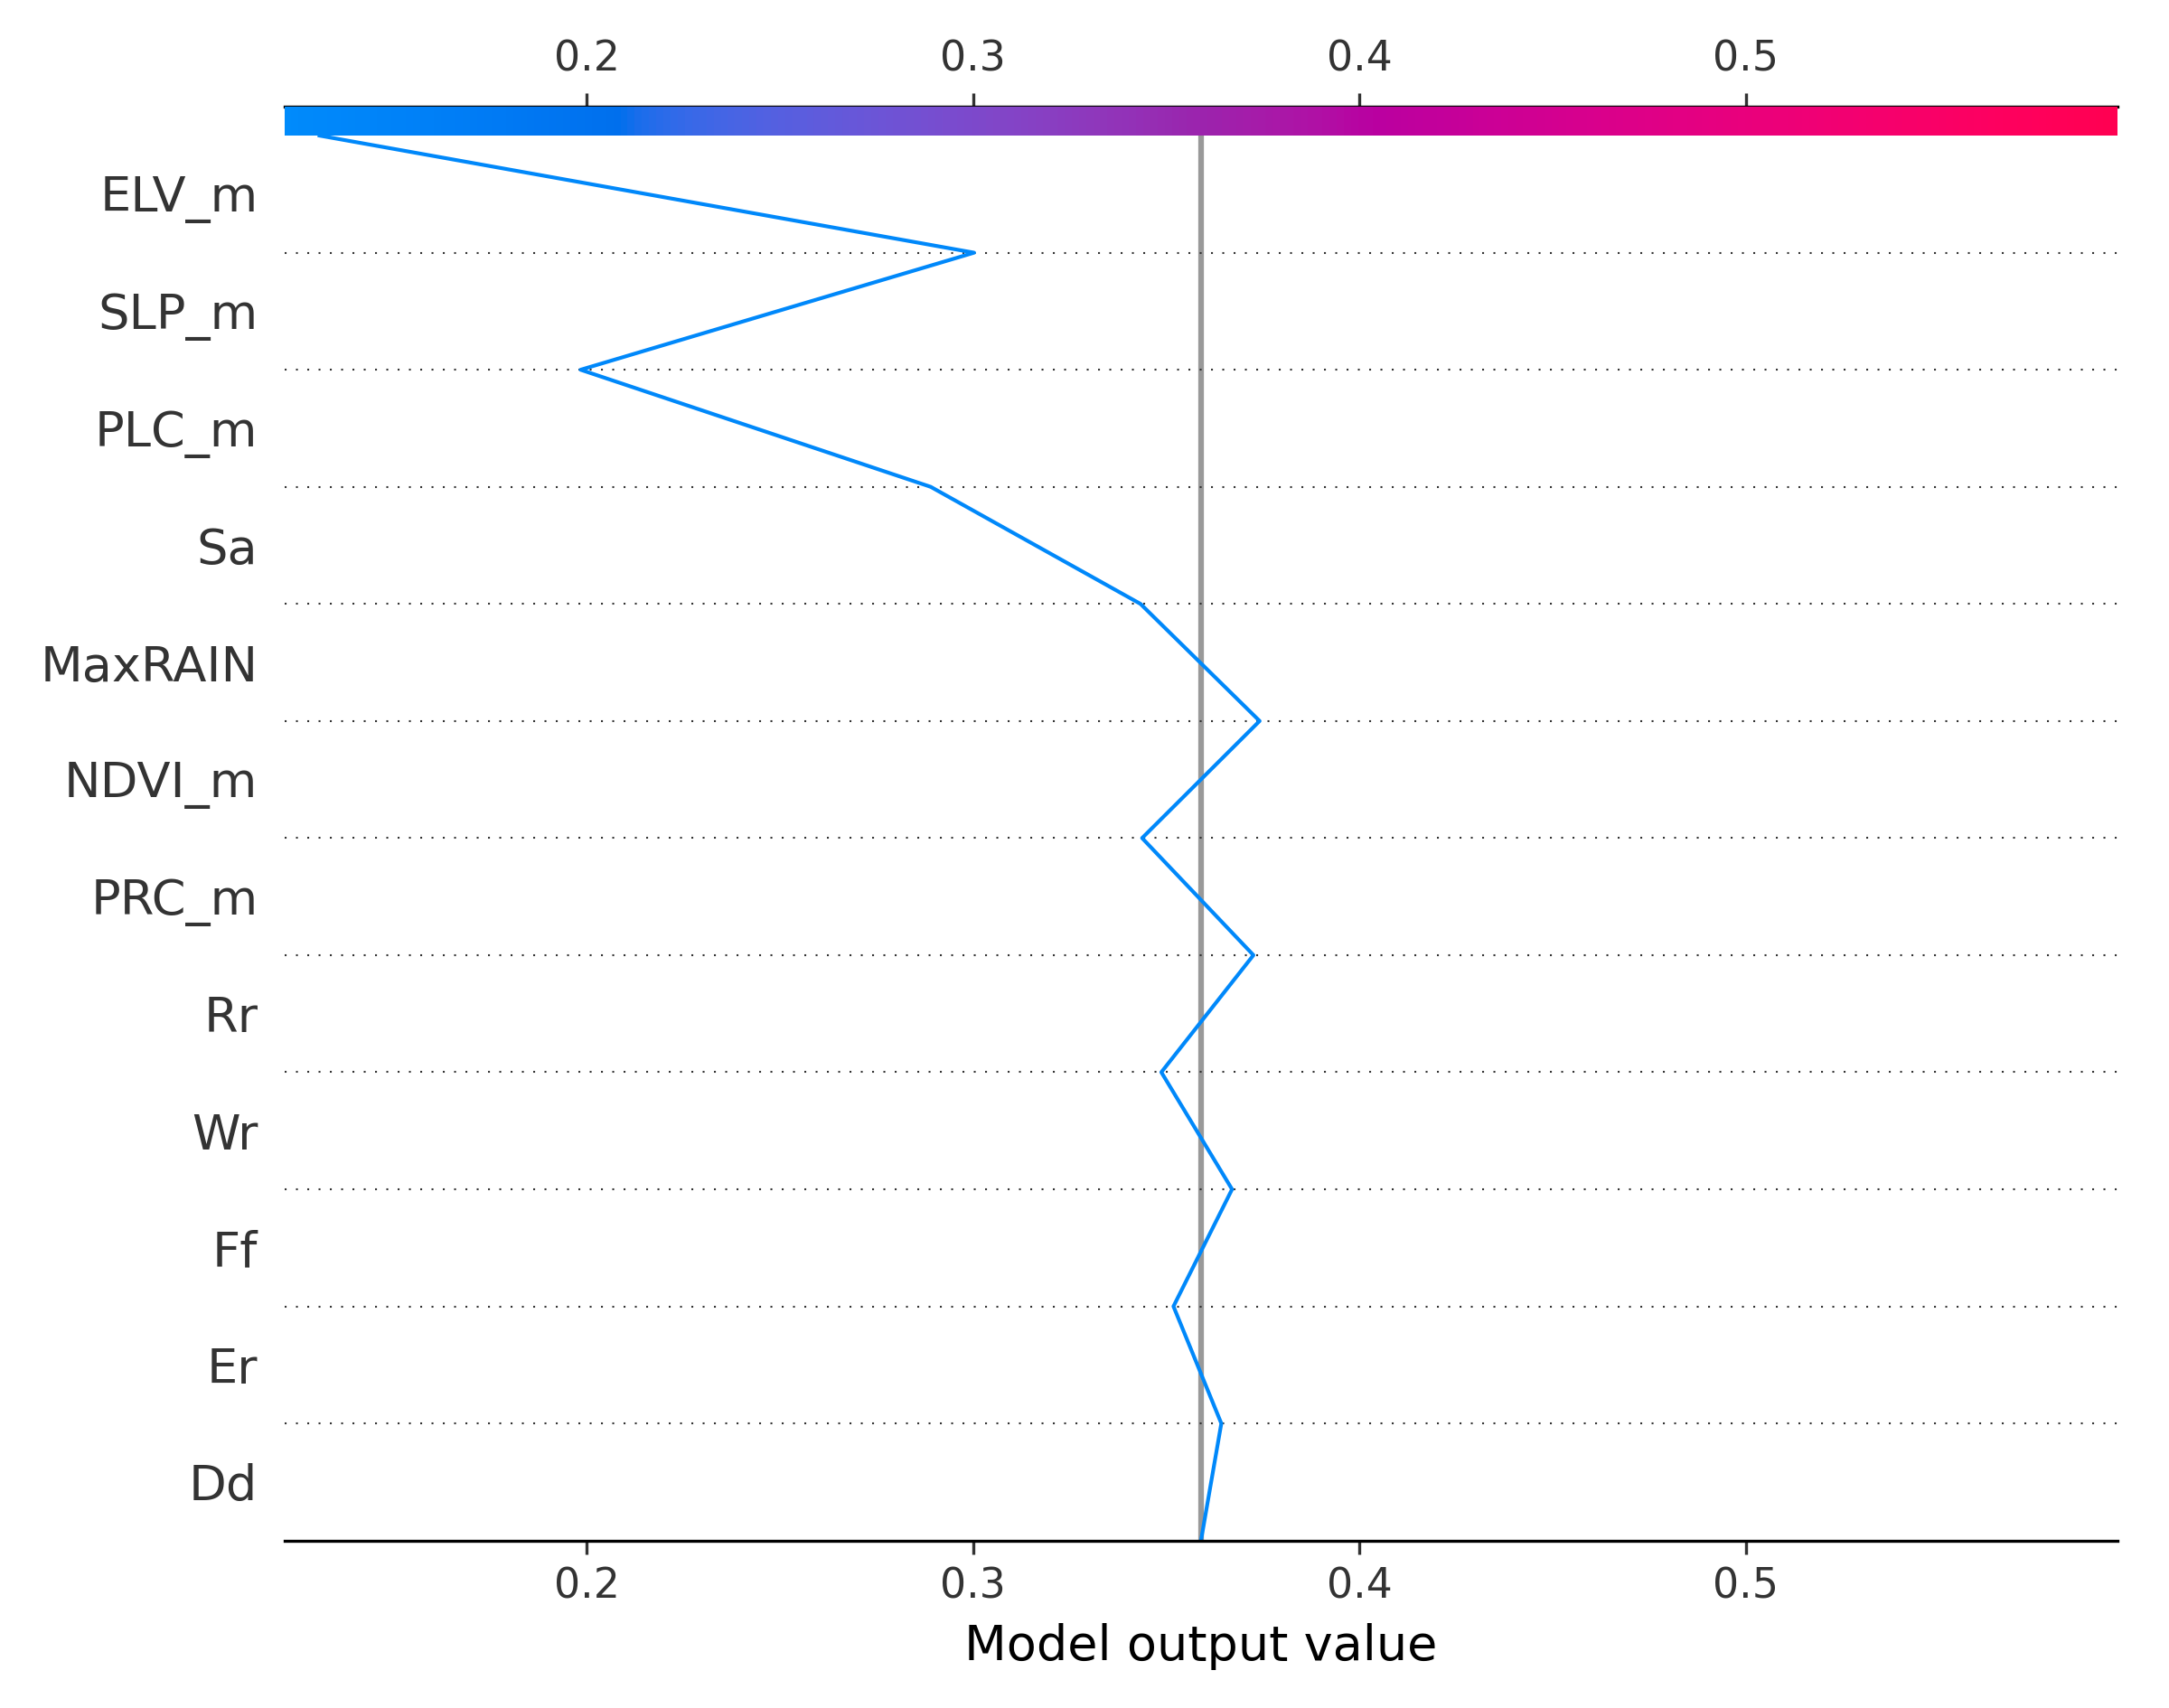 0.2 0.3 0.4 0.5
ELV_m
SLP_m
PLC_m
Sa
MaxRAIN
NDVI_m
PRC_m
Rr
Wr
Ff
Er
Dd
0.2 0.3 0.4 0.5
Model output value